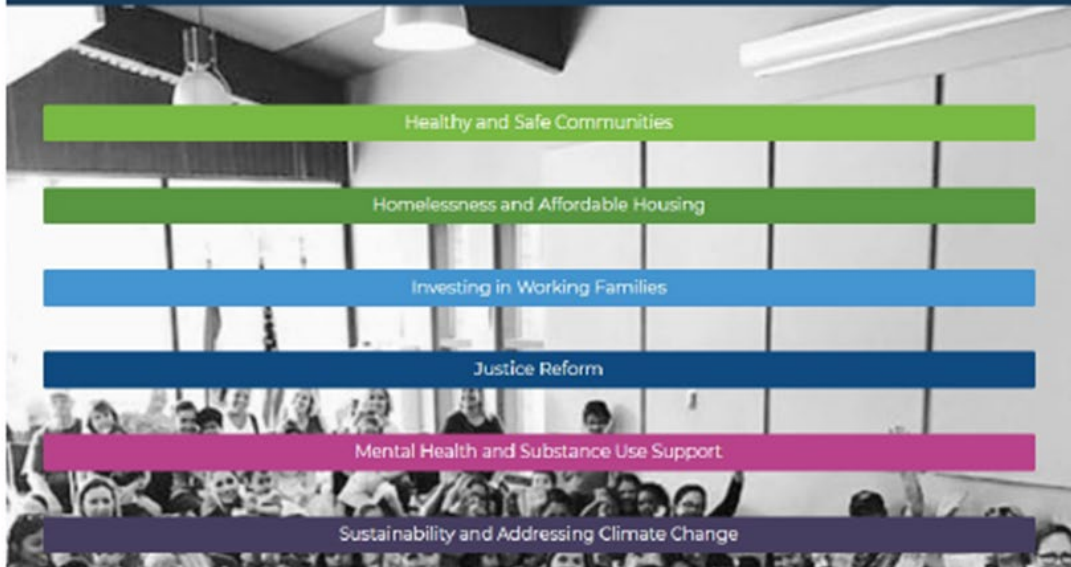 Healthy and Safe Communities
Homelessness and Affordable Housing
Investing in Working Families
Justice Reform
Mental Health and Substance Use Support
Sustainability and Addressing Climate Change